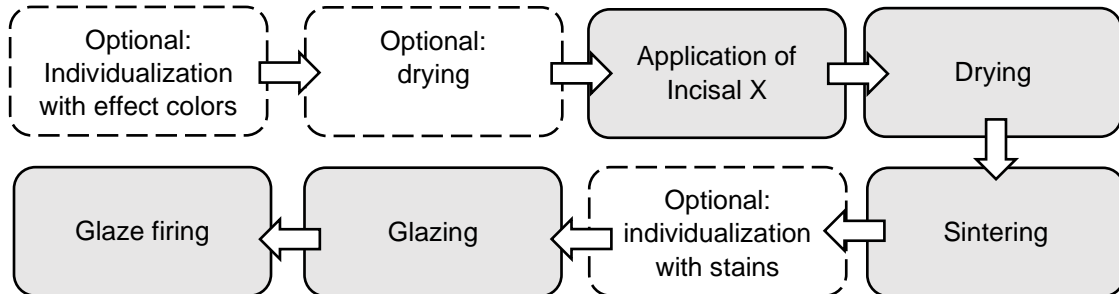 Optional:
Individualization
with effect colors
Optional:
drying
Application of
Incisal X
Drying
Sintering
Optional:
individualization
with stains
Glazing
Glaze firing